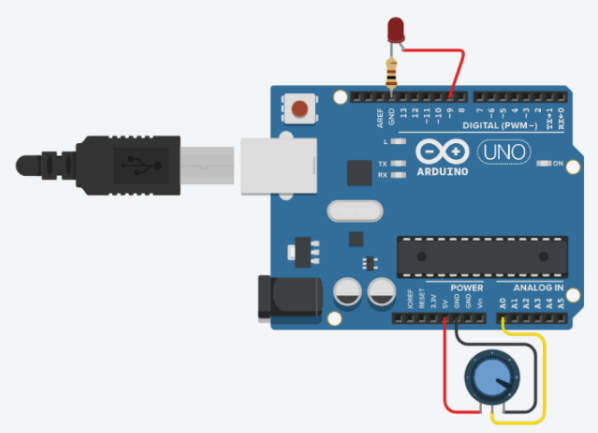 AREF
GND
13
12
~11
~10
~9
8
7
~6
~5
4
~3
2
TX→1
RX←0
DIGITAL (PWM~)
L
TX
RX
ARDUINO
UNO
ON
POWER
ANALOG IN
IOREF
RESET
3.3V
5V
GND
GND
Vin
A0
A1
A2
A3
A4
A5